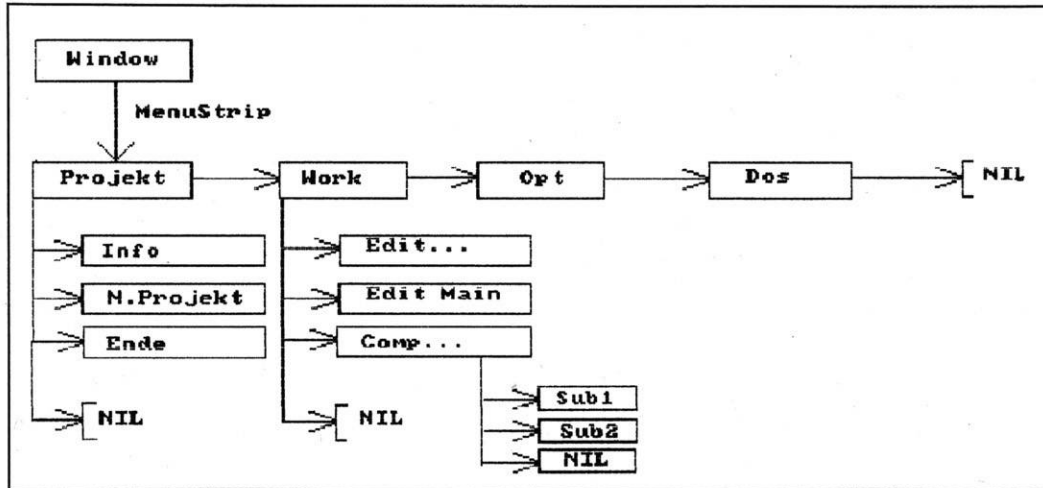 Window
MenuStrip
Projekt Work Opt Dos NIL
Info Edit...
N.Projekt Edit Main
Ende Comp...
Sub1
NIL NIL
Sub2
NIL